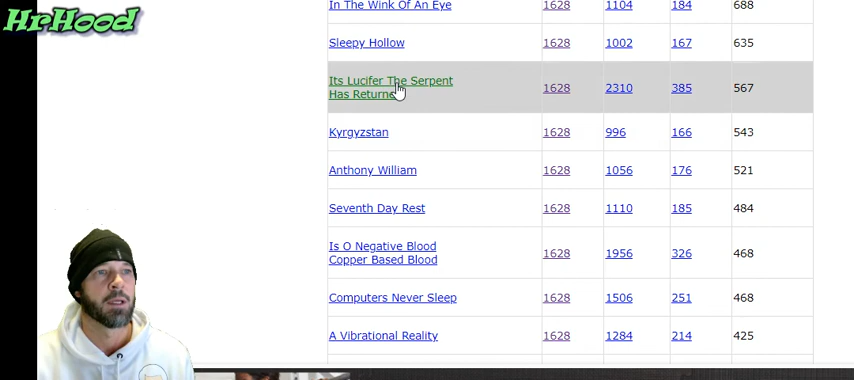 HrHood
In The Wink Of An Eye 1628 1104 184 688
Sleepy Hollow 1628 1002 167 635
Its Lucifer The Serpent
Has Returned 1628 2310 385 567
Kyrgyzstan 1628 996 166 543
Anthony William 1628 1056 176 521
Seventh Day Rest 1628 1110 185 484
Is O Negative Blood
Copper Based Blood 1628 1956 326 468
Computers Never Sleep 1628 1506 251 468
A Vibrational Reality 1628 1284 214 425